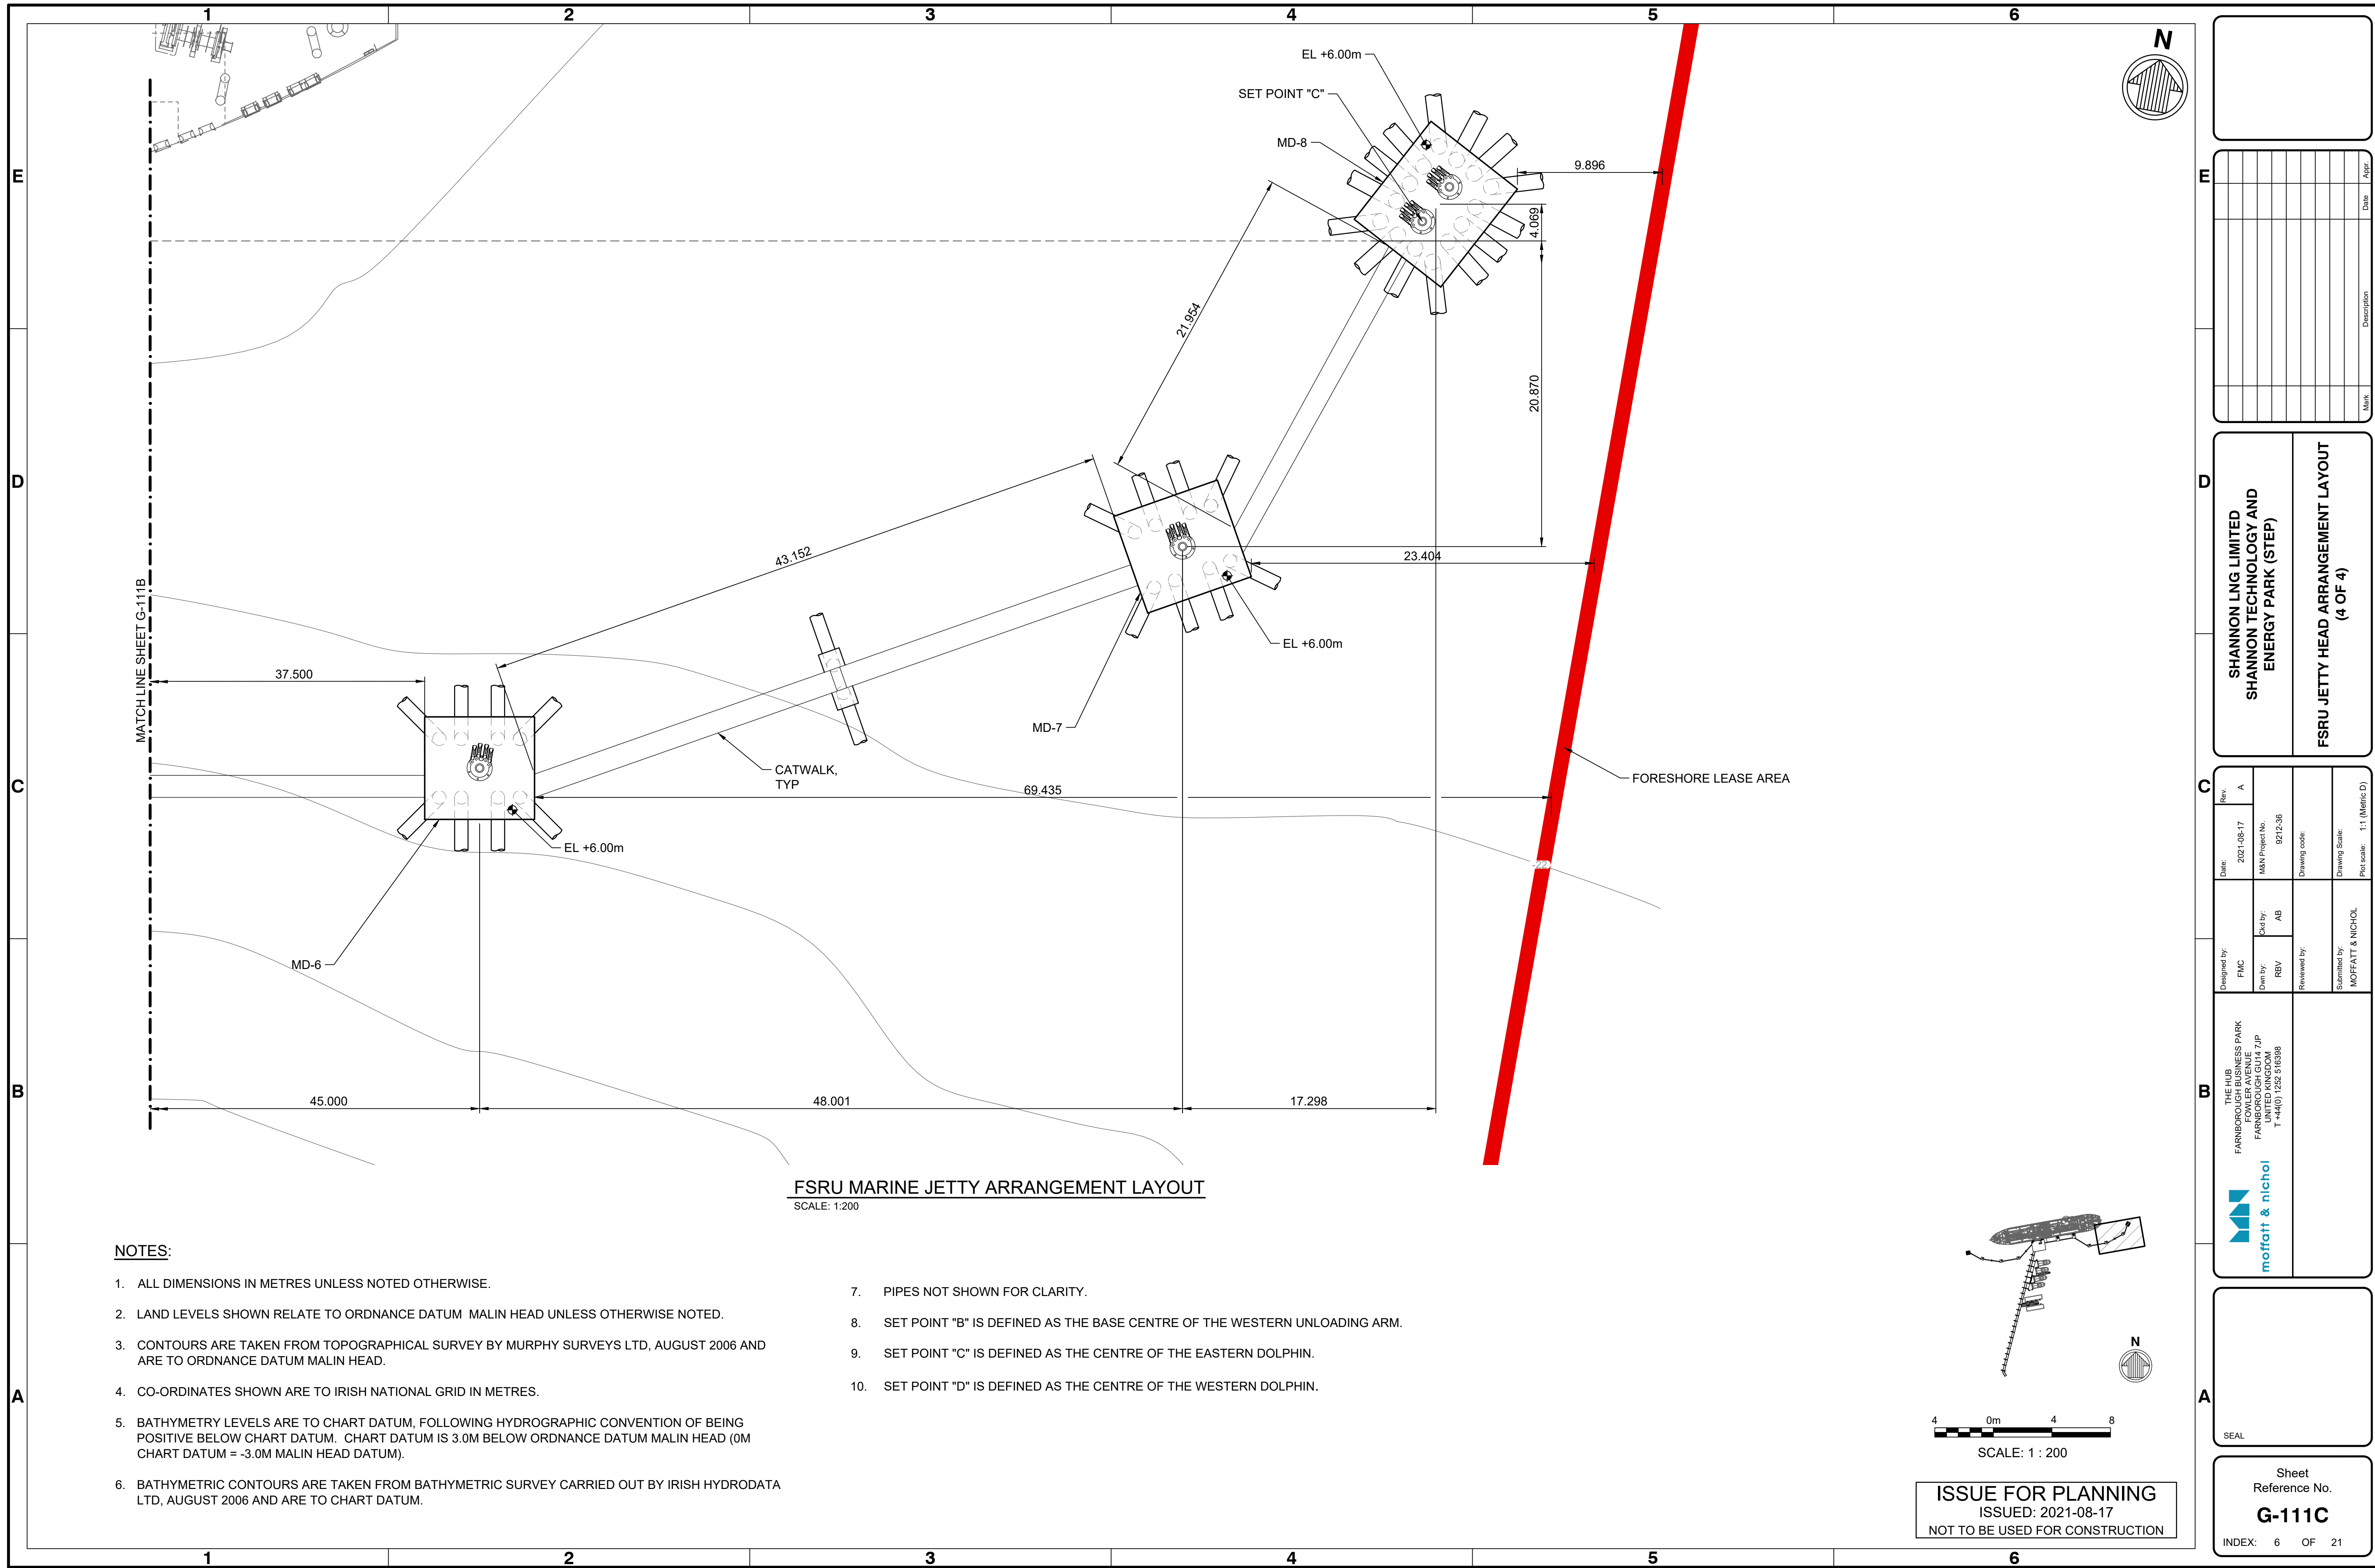 1 2 3 4 5 6
E
D
C
B
A
E
D
C
B
A
1 2 3 4 5 6
N
EL +6.00m
SET POINT "C"
MD-8
9.896
4.069
21.954
20.870
43.152
23.404
EL +6.00m
MATCH LINE SHEET G-111B
37.500
MD-7
CATWALK,
TYP
69.435
FORESHORE LEASE AREA
EL +6.00m
-22
MD-6
45.000
48.001
17.298
FSRU MARINE JETTY ARRANGEMENT LAYOUT
SCALE: 1:200
NOTES:
1. ALL DIMENSIONS IN METRES UNLESS NOTED OTHERWISE.
2. LAND LEVELS SHOWN RELATE TO ORDNANCE DATUM MALIN HEAD UNLESS OTHERWISE NOTED.
3. CONTOURS ARE TAKEN FROM TOPOGRAPHICAL SURVEY BY MURPHY SURVEYS LTD, AUGUST 2006 AND
ARE TO ORDNANCE DATUM MALIN HEAD.
4. CO-ORDINATES SHOWN ARE TO IRISH NATIONAL GRID IN METRES.
5. BATHYMETRY LEVELS ARE TO CHART DATUM, FOLLOWING HYDROGRAPHIC CONVENTION OF BEING
POSITIVE BELOW CHART DATUM. CHART DATUM IS 3.0M BELOW ORDNANCE DATUM MALIN HEAD (0M
CHART DATUM = -3.0M MALIN HEAD DATUM).
6. BATHYMETRIC CONTOURS ARE TAKEN FROM BATHYMETRIC SURVEY CARRIED OUT BY IRISH HYDRODATA
LTD, AUGUST 2006 AND ARE TO CHART DATUM.
7. PIPES NOT SHOWN FOR CLARITY.
8. SET POINT "B" IS DEFINED AS THE BASE CENTRE OF THE WESTERN UNLOADING ARM.
9. SET POINT "C" IS DEFINED AS THE CENTRE OF THE EASTERN DOLPHIN.
10. SET POINT "D" IS DEFINED AS THE CENTRE OF THE WESTERN DOLPHIN.
N
4 0m 4 8
SCALE: 1 : 200
ISSUE FOR PLANNING
ISSUED: 2021-08-17
NOT TO BE USED FOR CONSTRUCTION
Mark Description Date Appr.
SHANNON LNG LIMITED
SHANNON TECHNOLOGY AND
ENERGY PARK (STEP)
FSRU JETTY HEAD ARRANGEMENT LAYOUT
(4 OF 4)
Designed by:
FMC
Date:
2021-08-17
Rev.
A
Dwn by:
RBV
Ckd by:
AB
M&N Project No.
9212-36
Reviewed by:
Drawing code:
Submitted by:
MOFFATT & NICHOL
Drawing Scale:
Plot scale: 1:1 (Metric D)
moffatt & nichol
THE HUB
FARNBOROUGH BUSINESS PARK
FOWLER AVENUE
FARNBOROUGH GU14 7JP
UNITED KINGDOM
T +44(0) 1252 516398
SEAL
Sheet
Reference No.
G-111C
INDEX: 6 OF 21